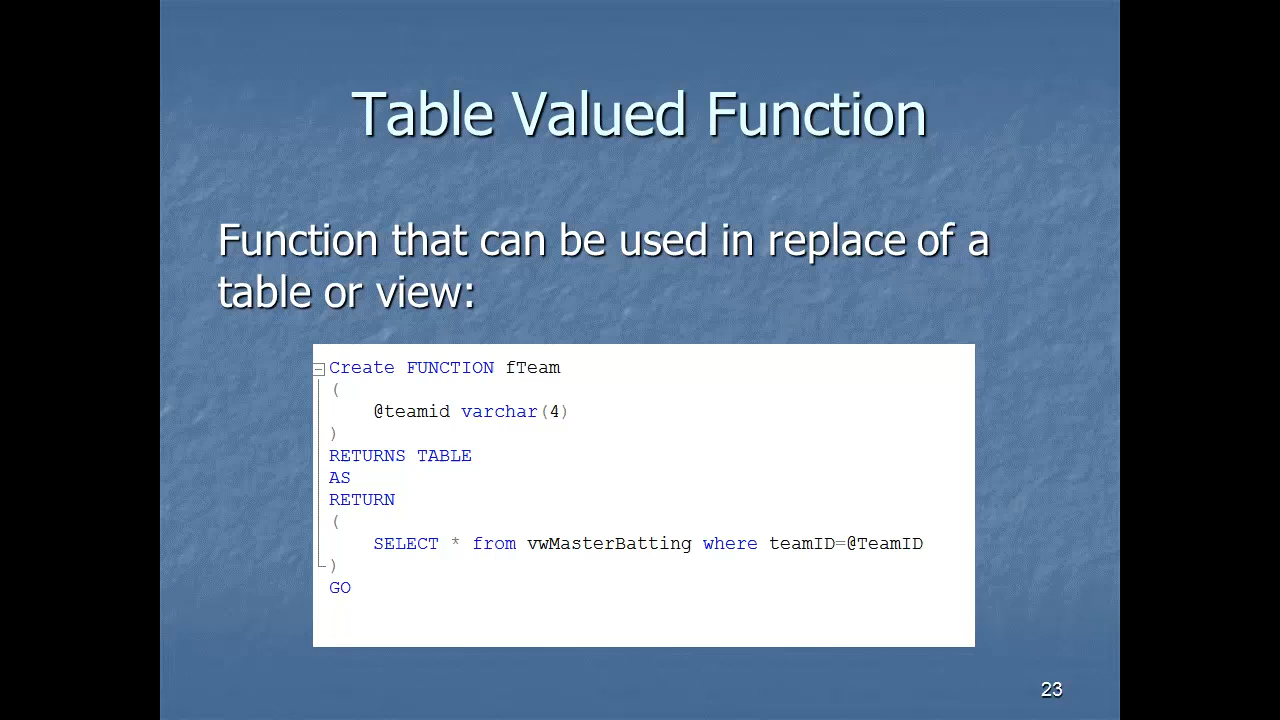 Table Valued Function
Function that can be used in replace of a
table or view:
Create FUNCTION fTeam
(
@teamid varchar(4)
)
RETURNS TABLE
AS
RETURN
(
SELECT * from vwMasterBatting where teamID=@TeamID
)
GO
23